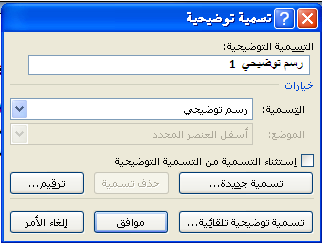 تسمية توضيحية
التسمية التوضيحية:
رسم توضيحي 1
خيارات
التسمية: رسم توضيحي
الموضع: أسفل العنصر المحدد
إستثناء التسمية من التسمية التوضيحية
تسمية جديدة... حذف تسمية ترقيم...
تسمية توضيحية تلقائية... موافق إلغاء الأمر